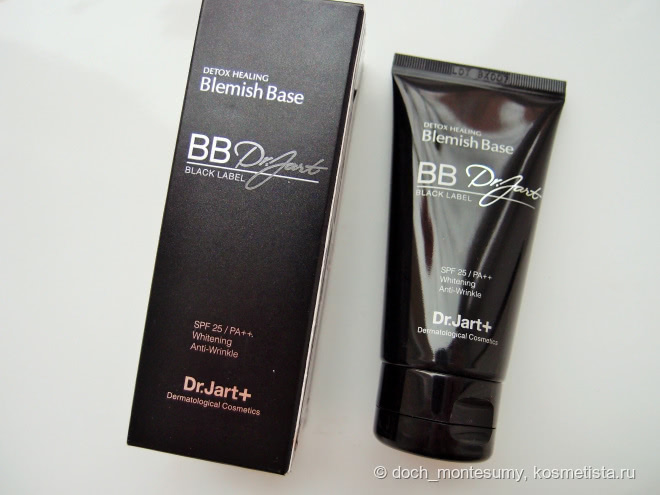 DETOX HEALING
Blemish Base
BB Dr.Jart
BLACK LABEL
SPF 25 / PA++
Whitening
Anti-Wrinkle
Dr.Jart+
Dermatological Cosmetics
DETOX HEALING
Blemish Base
BB Dr.Jart
BLACK LABEL
SPF 25 / PA++
Whitening
Anti-Wrinkle
Dr.Jart+
Dermatological Cosmetics
© doch_montesumy, kosmetista.ru